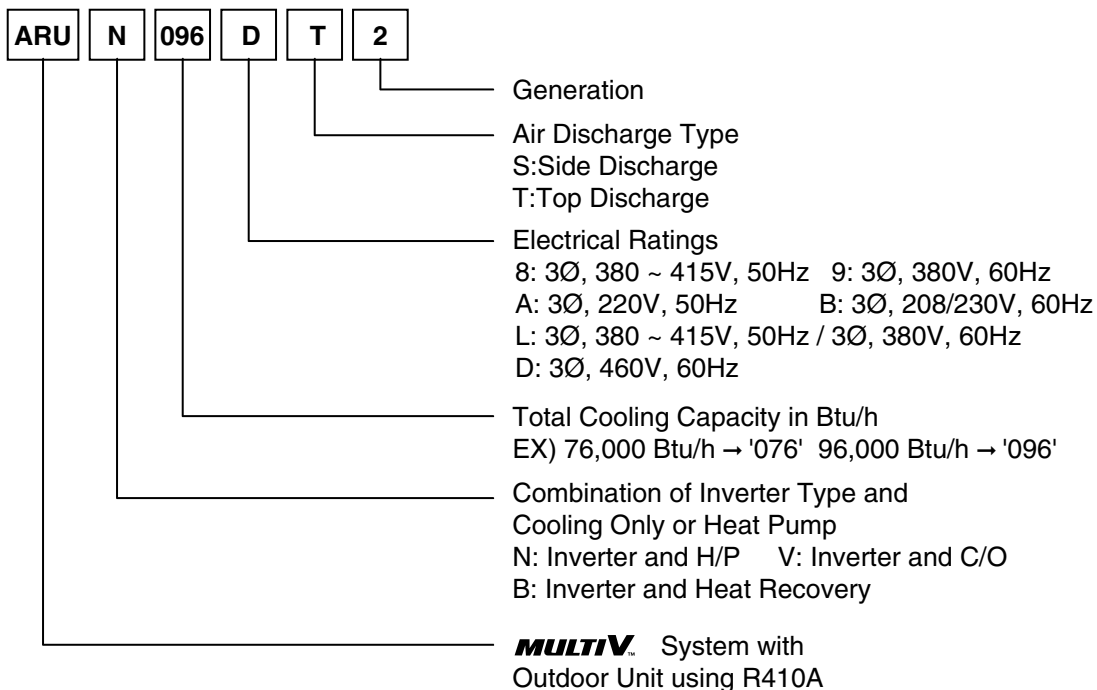 ARU N 096 D T 2
Generation
Air Discharge Type
S:Side Discharge
T:Top Discharge
Electrical Ratings
8: 3Ø, 380 ~ 415V, 50Hz 9: 3Ø, 380V, 60Hz
A: 3Ø, 220V, 50Hz B: 3Ø, 208/230V, 60Hz
L: 3Ø, 380 ~ 415V, 50Hz / 3Ø, 380V, 60Hz
D: 3Ø, 460V, 60Hz
Total Cooling Capacity in Btu/h
EX) 76,000 Btu/h → '076' 96,000 Btu/h → '096'
Combination of Inverter Type and
Cooling Only or Heat Pump
N: Inverter and H/P V: Inverter and C/O
B: Inverter and Heat Recovery
MULTI V™ System with
Outdoor Unit using R410A